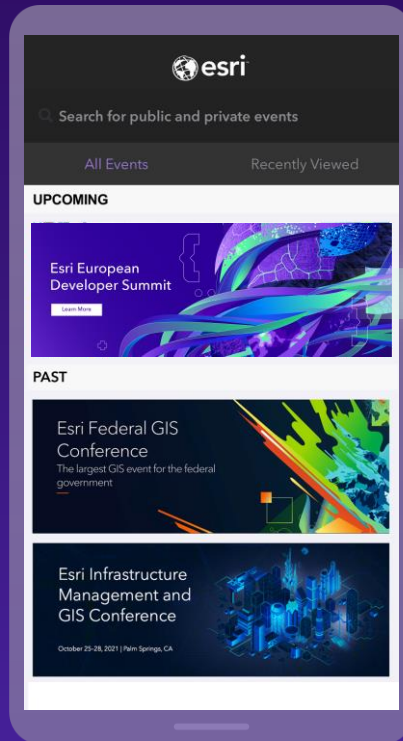 esri
Search for public and private events
All Events
Recently Viewed
UPCOMING
Esri European
Developer Summit
Learn More
PAST
Esri Federal GIS
Conference
The largest GIS event for the federal
government
Esri Infrastructure
Management and
GIS Conference
October 25-28, 2021 | Palm Springs, CA